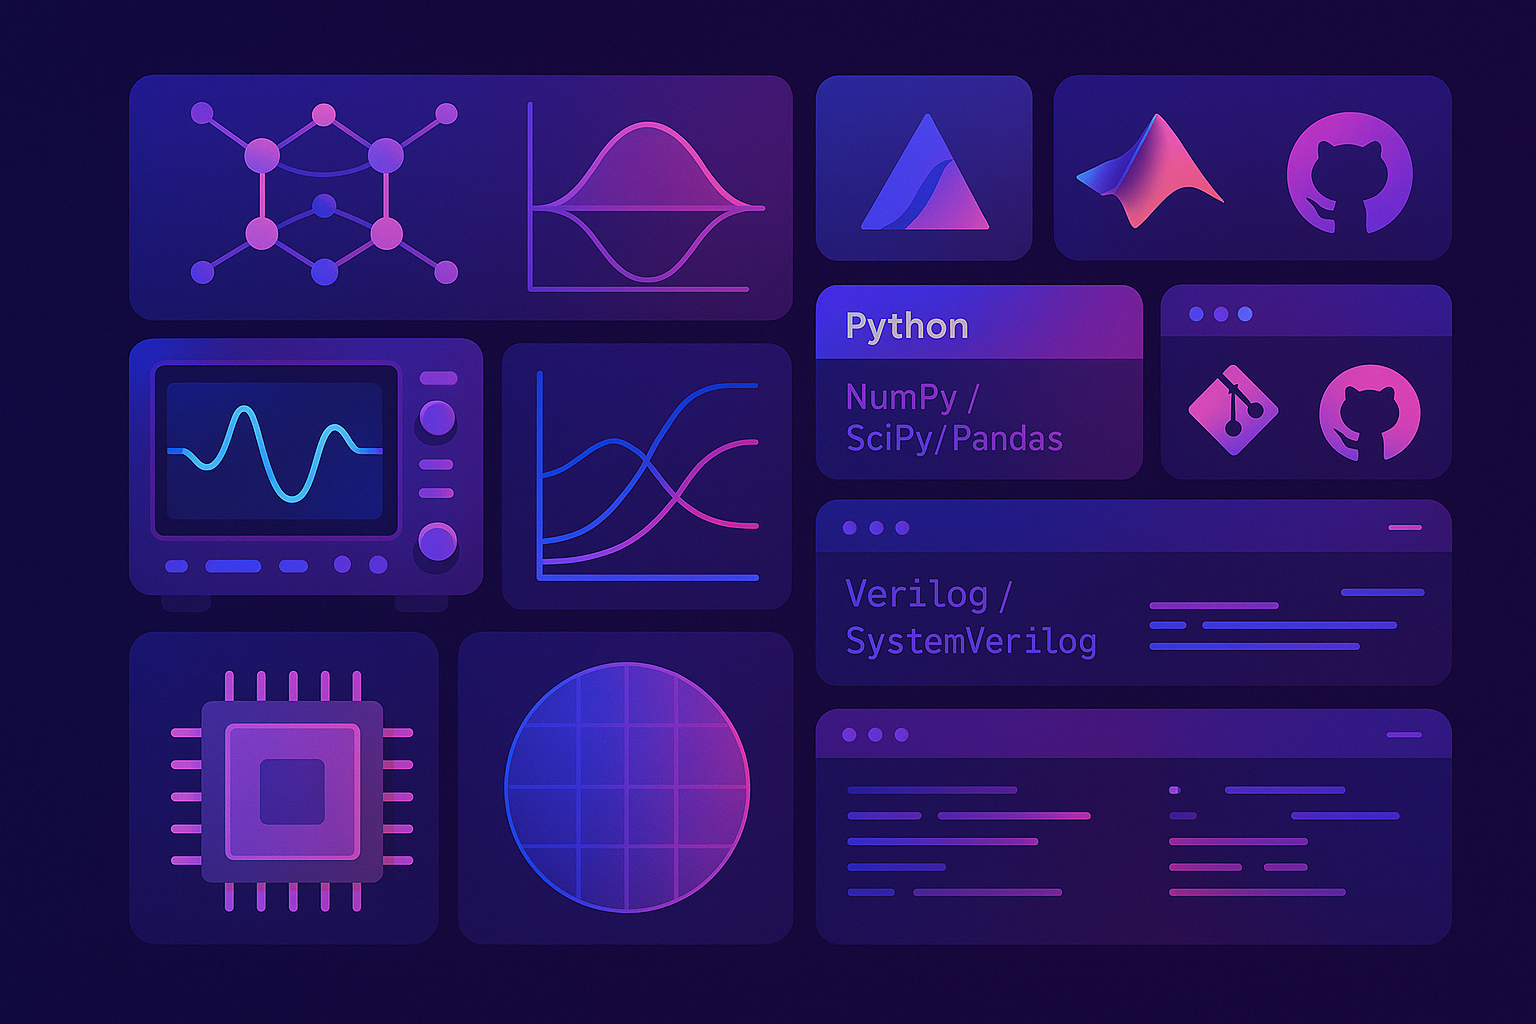 Python
NumPy /
SciPy/Pandas
Verilog /
SystemVerilog